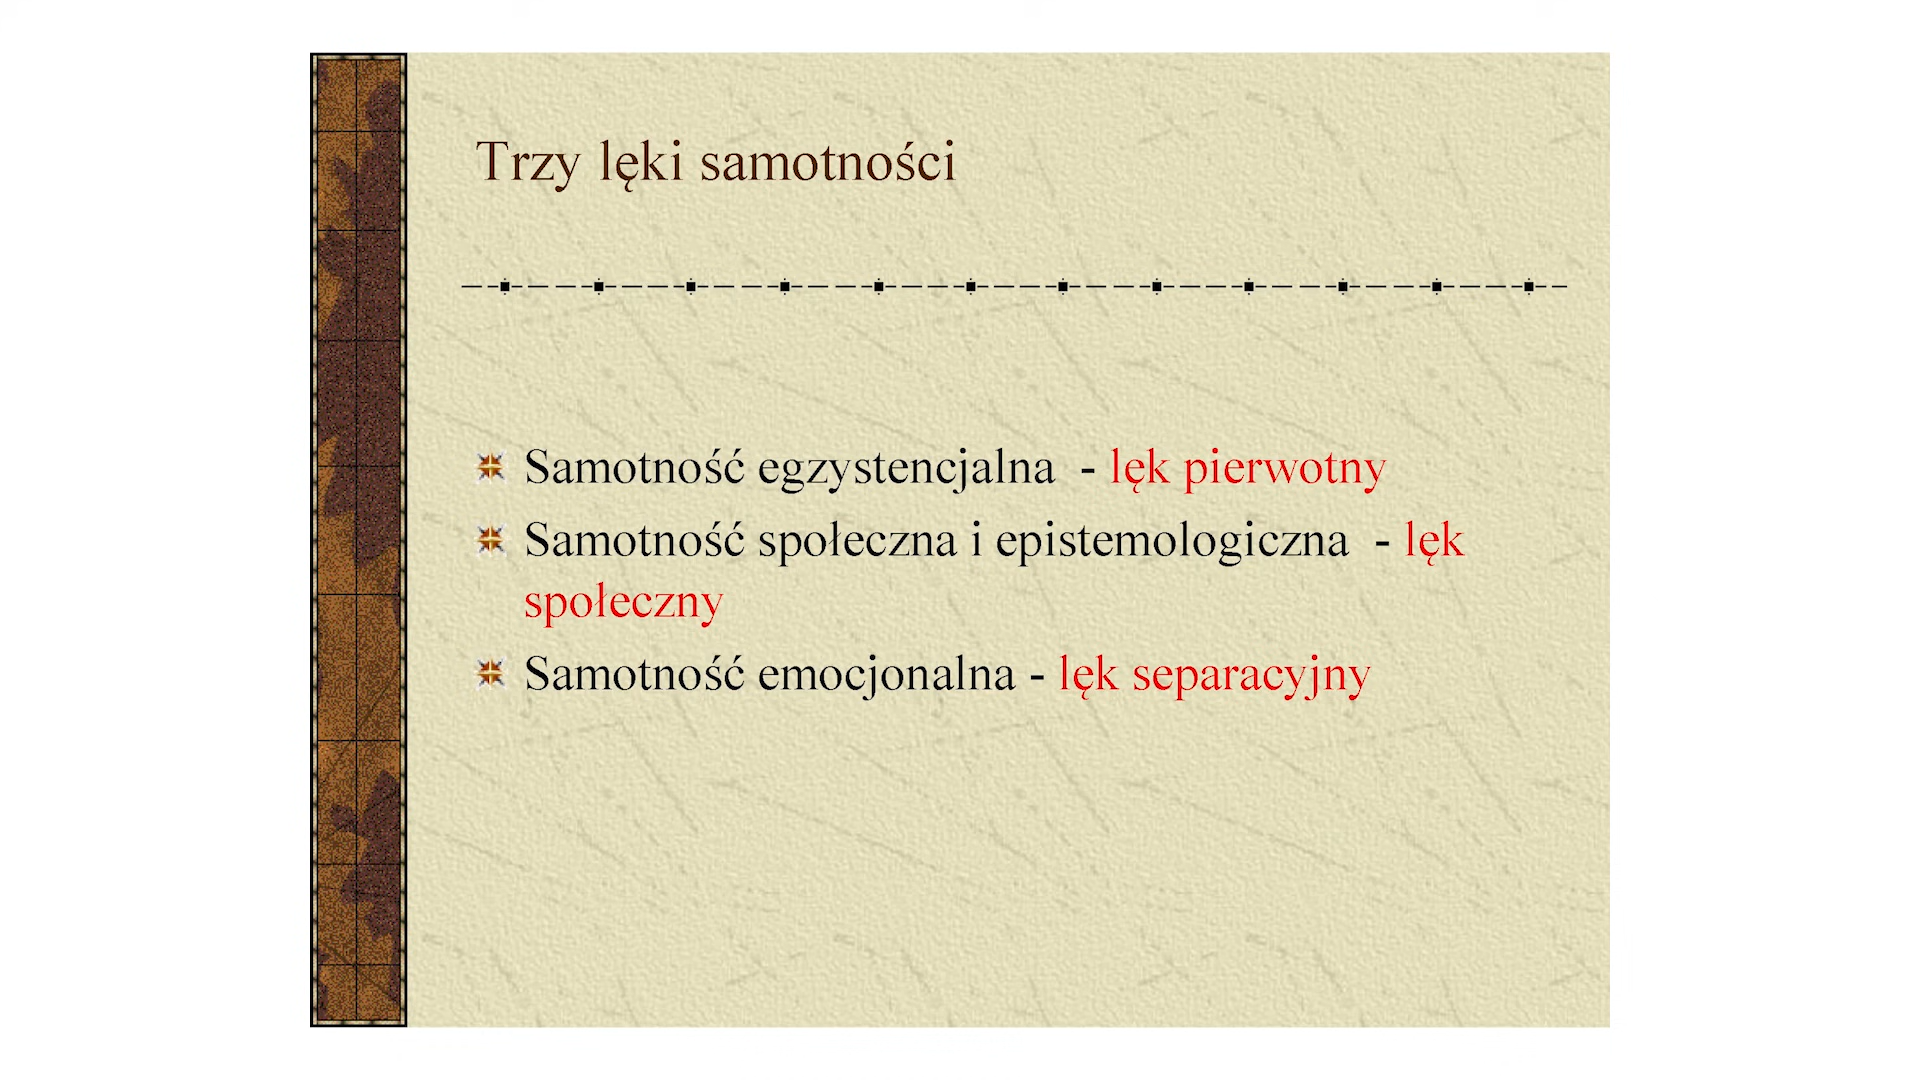 Trzy lęki samotności
Samotność egzystencjalna - lęk pierwotny
Samotność społeczna i epistemologiczna - lęk
społeczny
Samotność emocjonalna - lęk separacyjny